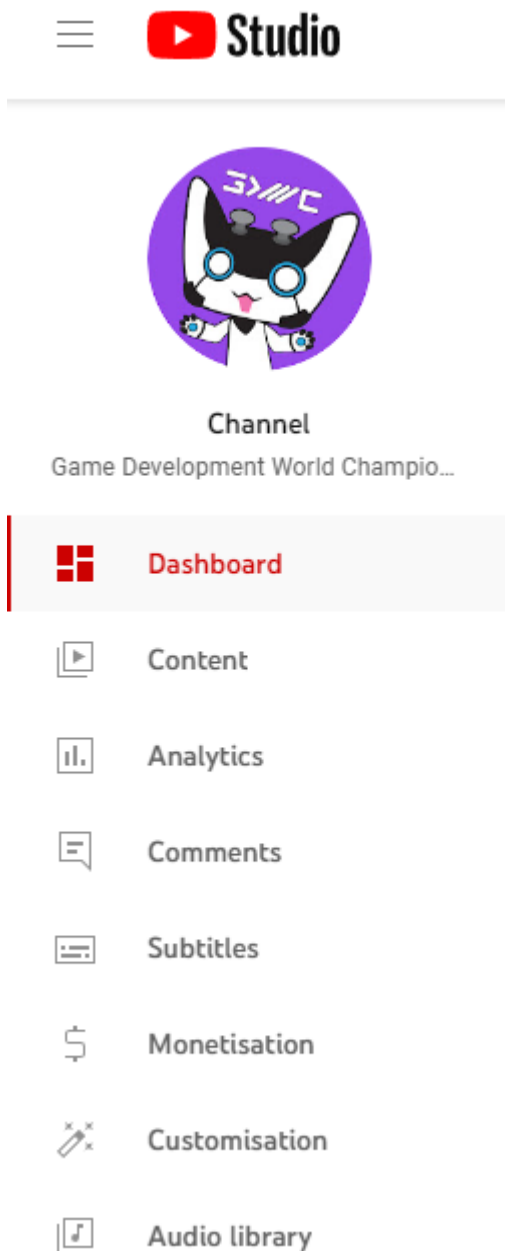 Studio
GDWC
Channel
Game Development World Champio...
Dashboard
Content
Analytics
Comments
Subtitles
Monetisation
Customisation
Audio library